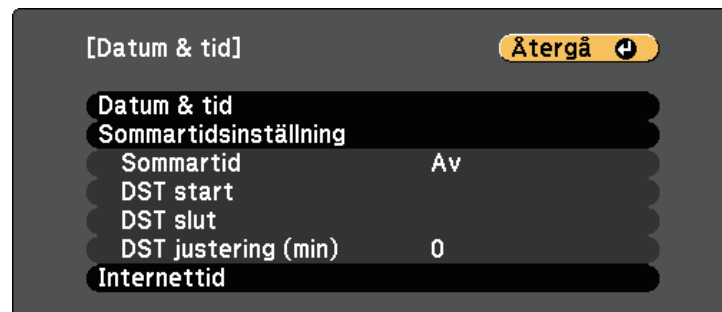 [Datum & tid] Återgå
Datum & tid
Sommartidsinställning
Sommartid Av
DST start
DST slut
DST justering (min) 0
Internettid